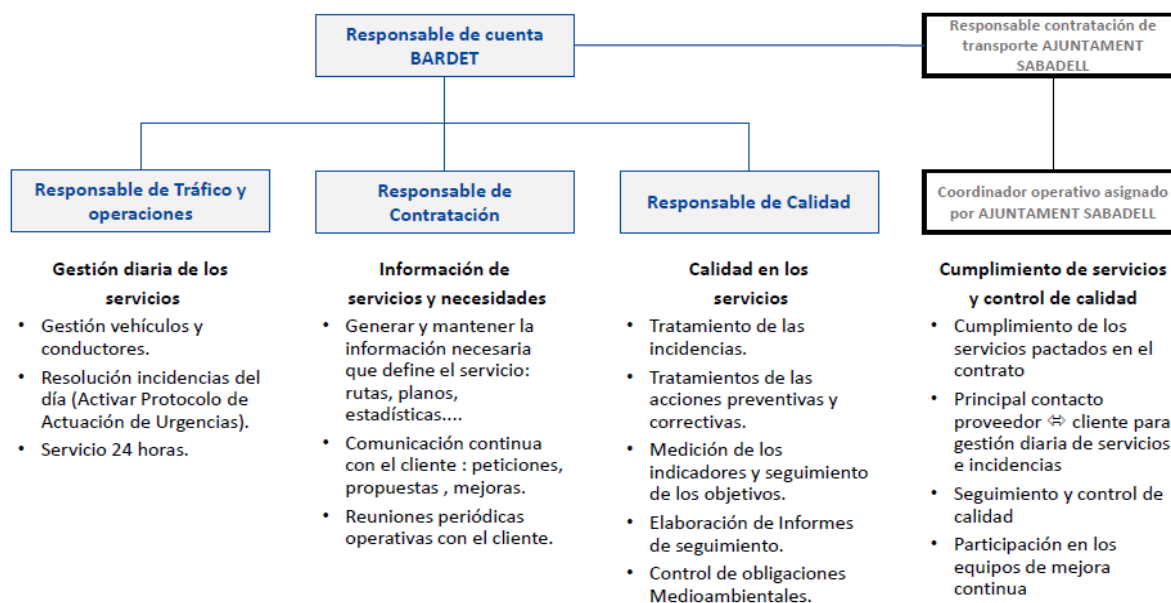 Responsable de cuenta
BARDET
Responsable contratación de
transporte AJUNTAMENT
SABADELL
Responsable de Tráfico y
operaciones
Responsable de
Contratación
Responsable de Calidad
Coordinador operativo asignado
por AJUNTAMENT SABADELL
Gestión diaria de los
servicios
• Gestión vehículos y
conductores.
• Resolución incidencias del
día (Activar Protocolo de
Actuación de Urgencias).
• Servicio 24 horas.
Información de
servicios y necesidades
• Generar y mantener la
información necesaria
que define el servicio:
rutas, planos,
estadísticas....
• Comunicación continua
con el cliente : peticiones,
propuestas , mejoras.
• Reuniones periódicas
operativas con el cliente.
Calidad en los
servicios
• Tratamiento de las
incidencias.
• Tratamientos de las
acciones preventivas y
correctivas.
• Medición de los
indicadores y seguimiento
de los objetivos.
• Elaboración de Informes
de seguimiento.
• Control de obligaciones
Medioambientales.
Cumplimiento de servicios
y control de calidad
• Cumplimiento de los
servicios pactados en el
contrato
• Principal contacto
proveedor ⇔ cliente para
gestión diaria de servicios
e incidencias
• Seguimiento y control de
calidad
• Participación en los
equipos de mejora
continua